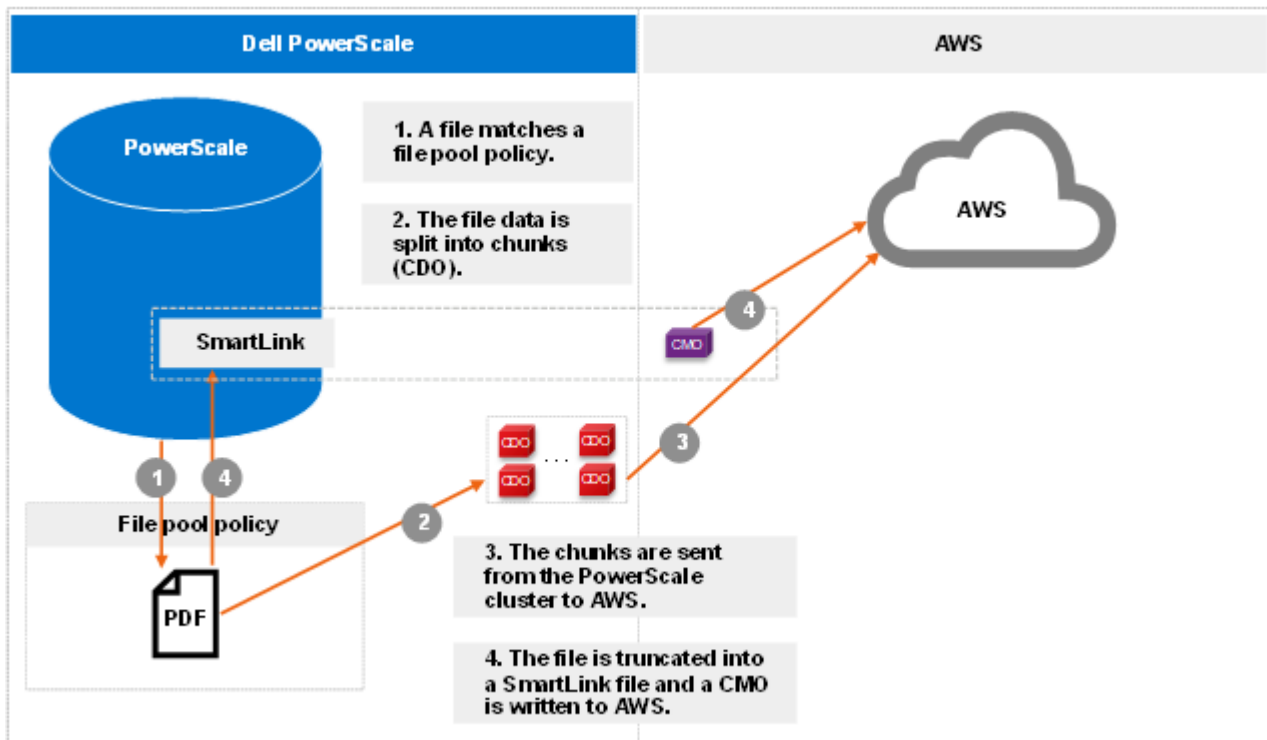 Dell PowerScale
AWS
PowerScale
1. A file matches a
file pool policy.
2. The file data is
split into chunks
(CDO).
AWS
SmartLink
4
CMO
3
CDO
...
CDO
CDO
CDO
1
4
2
File pool policy
PDF
3. The chunks are sent
from the PowerScale
cluster to AWS.
4. The file is truncated into
a SmartLink file and a CMO
is written to AWS.